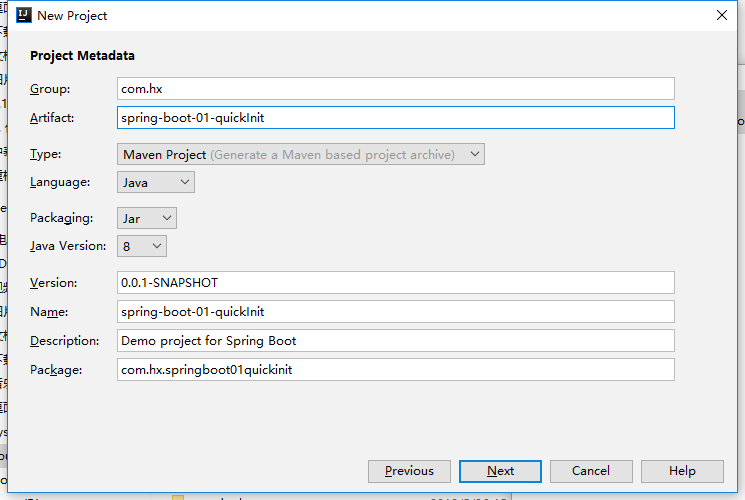 New Project
Project Metadata
Group: com.hx
Artifact: spring-boot-01-quickInit
Type: Maven Project (Generate a Maven based project archive)
Language: Java
Packaging: Jar
Java Version: 8
Version: 0.0.1-SNAPSHOT
Name: spring-boot-01-quickInit
Description: Demo project for Spring Boot
Package: com.hx.springboot01quickinit
Previous Next Cancel Help